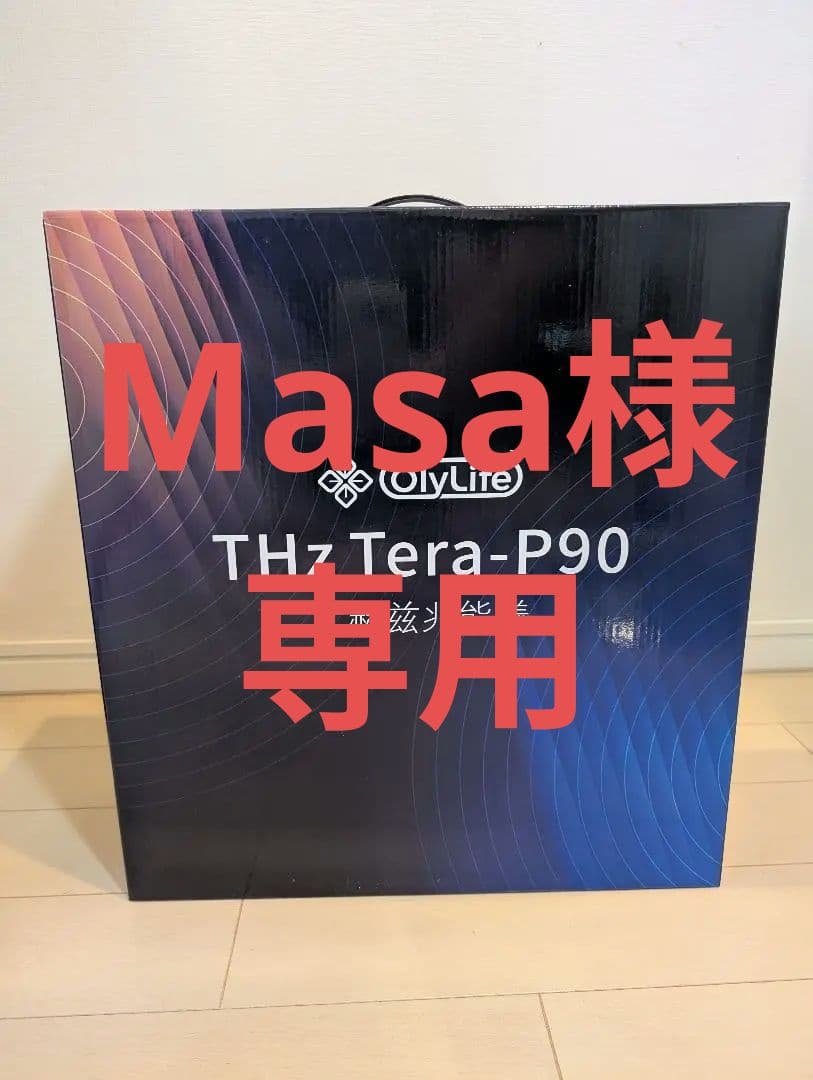 Masa様
OlyLife
THz Tera-P90
専用